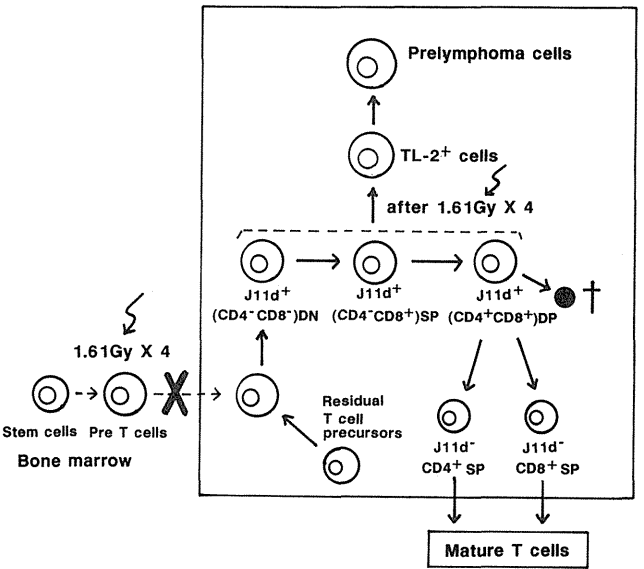 Prelymphoma cells
TL-2⁺ cells
after 1.61Gy X 4
J11d⁺
(CD4⁻CD8⁻)DN
J11d⁺
(CD4⁻CD8⁺)SP
J11d⁺
(CD4⁺CD8⁺)DP
†
1.61Gy X 4
X
Stem cells
Pre T cells
Bone marrow
Residual
T cell
precursors
J11d⁻
CD4⁺ SP
J11d⁻
CD8⁺ SP
Mature T cells